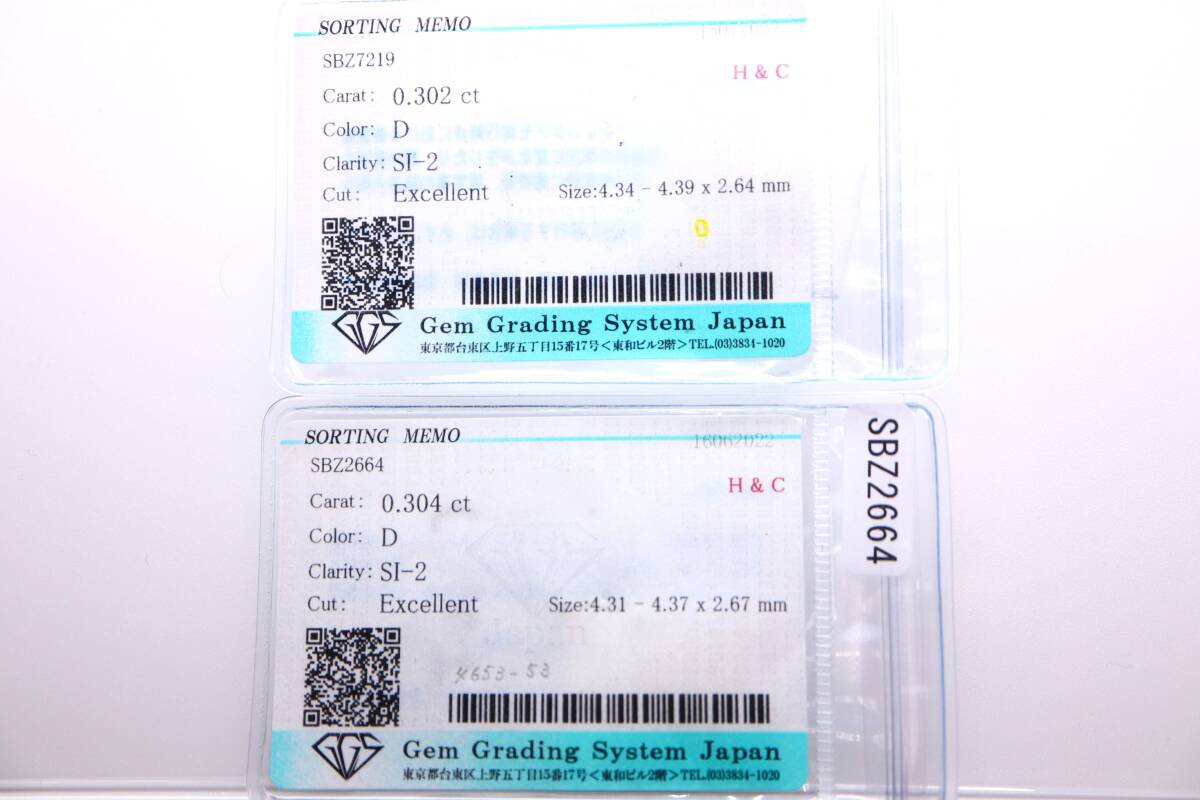 SORTING MEMO
15072022
SBZ7219
H & C
Carat: 0.302 ct
Color: D
Clarity: SI-2
Cut: Excellent Size:4.34 - 4.39 x 2.64 mm
0
GGS
Gem Grading System Japan
東京都台東区上野五丁目15番17号<東和ビル2階>TEL.(03)3834-1020
SORTING MEMO
16062022
SBZ2664
H & C
Carat: 0.304 ct
Color: D
Clarity: SI-2
Cut: Excellent Size:4.31 - 4.37 x 2.67 mm
Japan
4653-53
GGS
Gem Grading System Japan
東京都台東区上野五丁目15番17号<東和ビル2階>TEL.(03)3834-1020
SBZ2664